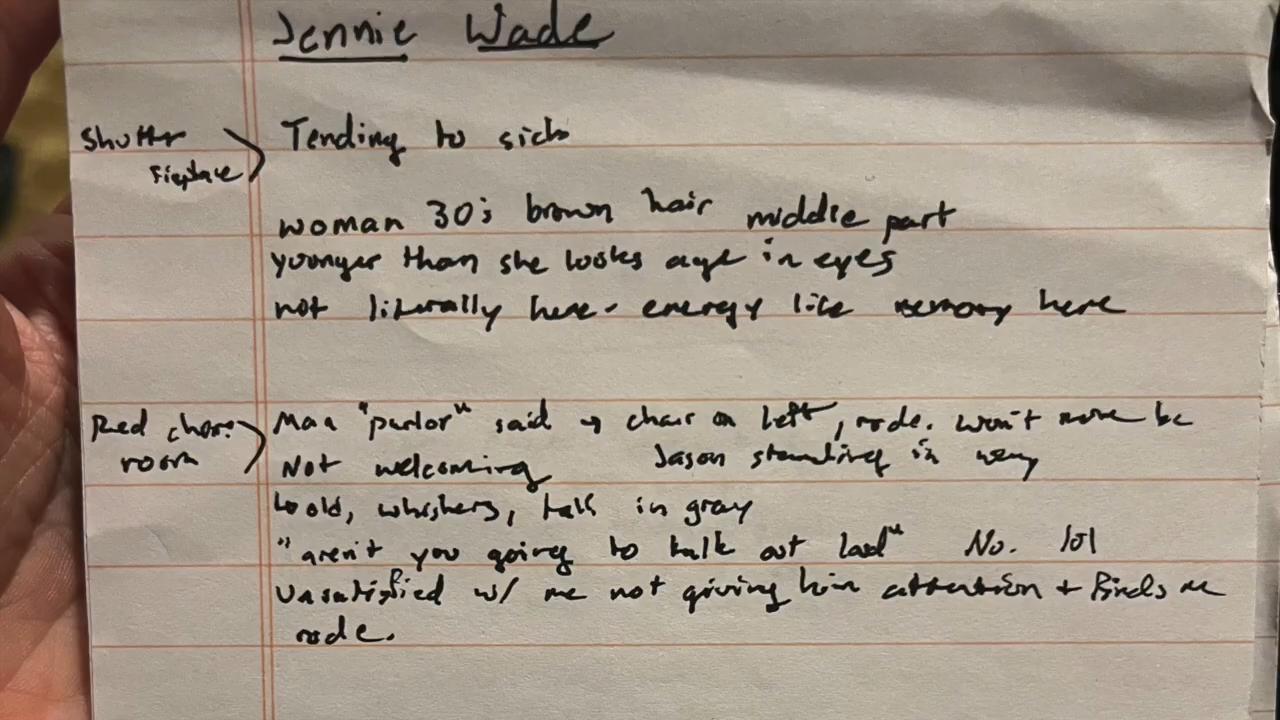 Jennie Wade
Shutter
Fireplace
Tending to sick
woman 30's brown hair middle part
younger than she looks age in eyes
not literally here - energy like memory here
Red chair
room
Man "parlor" said → chair on left, rude. won't move bc
Not welcoming Jason standing in way
old, whiskers, tall in gray
"aren't you going to talk out loud" No. lol
Unsatisfied w/ me not giving him attention + finds me
rude.